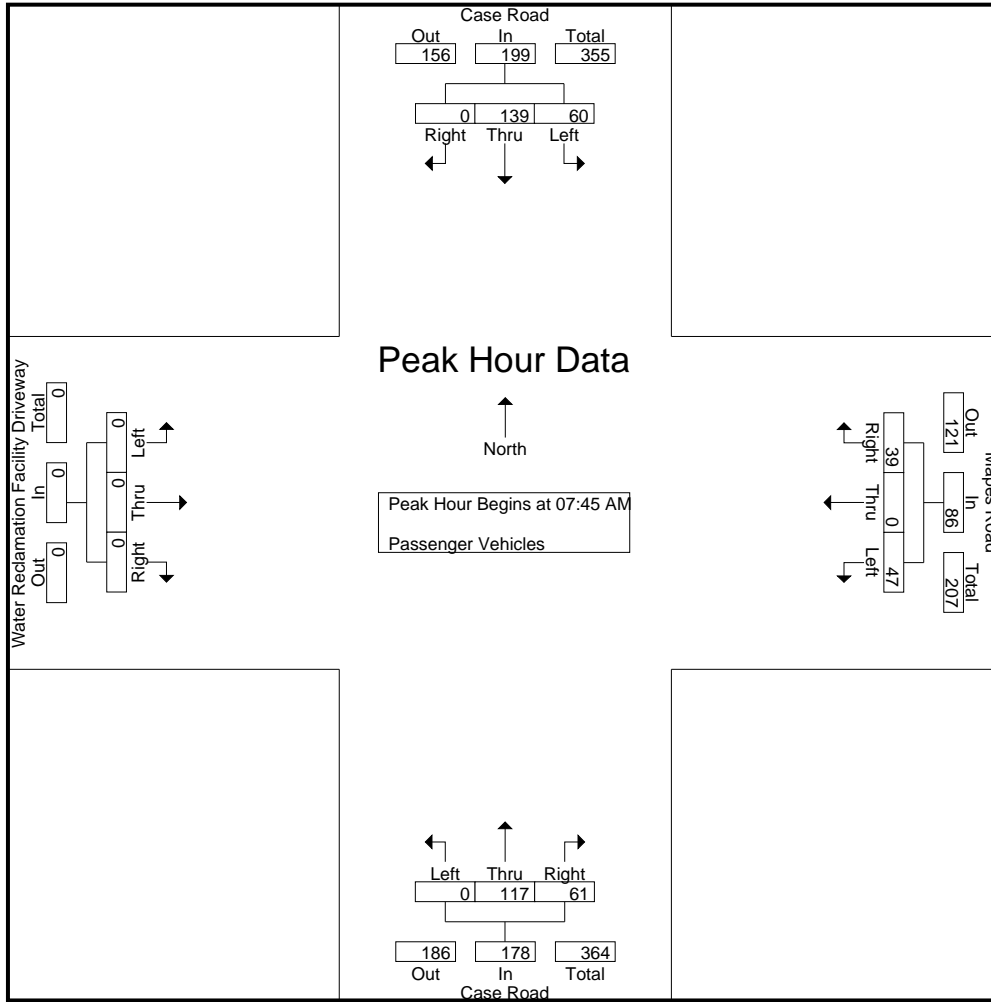 Case Road
Out In Total
156 199 355
0 139 60
Right Thru Left
Peak Hour Data
North
Peak Hour Begins at 07:45 AM
Passenger Vehicles
Water Reclamation Facility Driveway
Total In Out
0 0 0
0 0 0
Left Thru Right
Mapes Road
Out In Total
121 86 207
39 0 47
Right Thru Left
Left Thru Right
0 117 61
186 178 364
Out In Total
Case Road